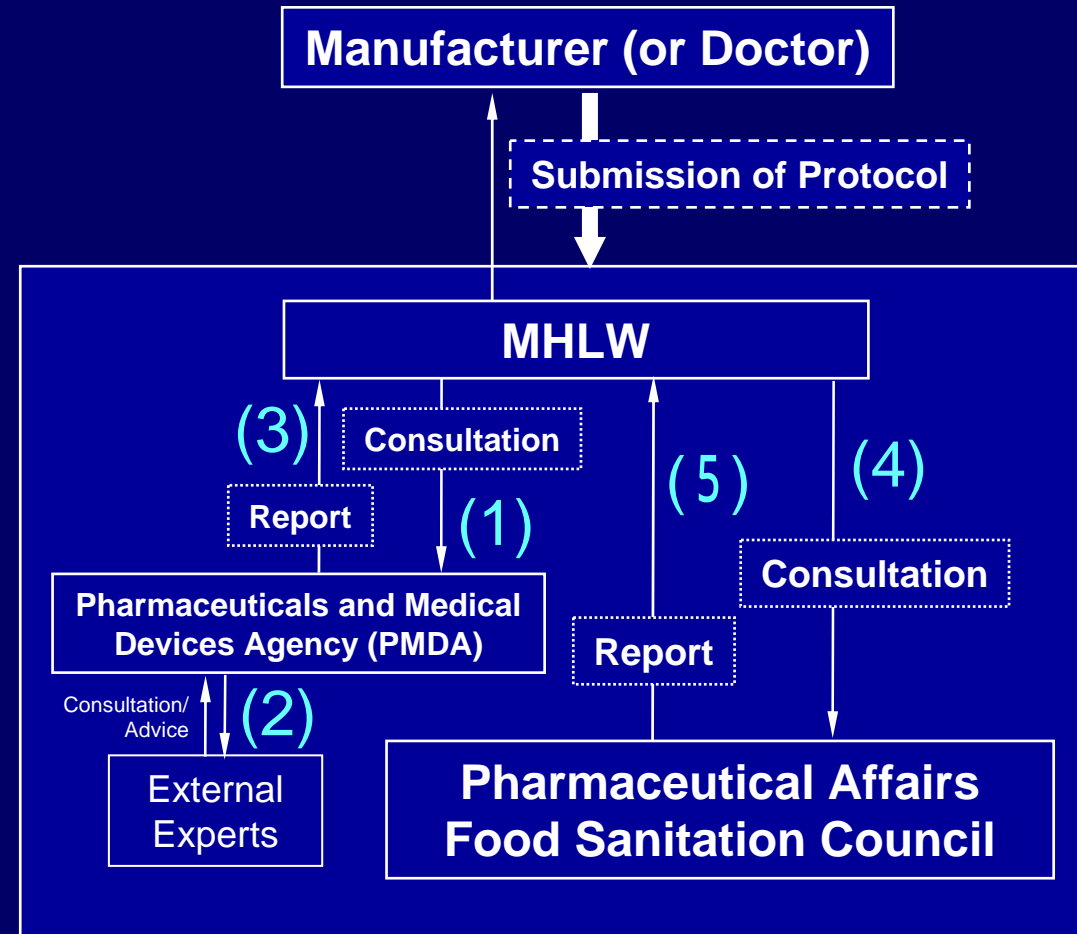 Manufacturer (or Doctor)
Submission of Protocol
MHLW
(3)
Consultation
Report
(1)
(5)
(4)
Consultation
Pharmaceuticals and Medical
Devices Agency (PMDA)
Report
Consultation/
Advice
(2)
External
Experts
Pharmaceutical Affairs
Food Sanitation Council